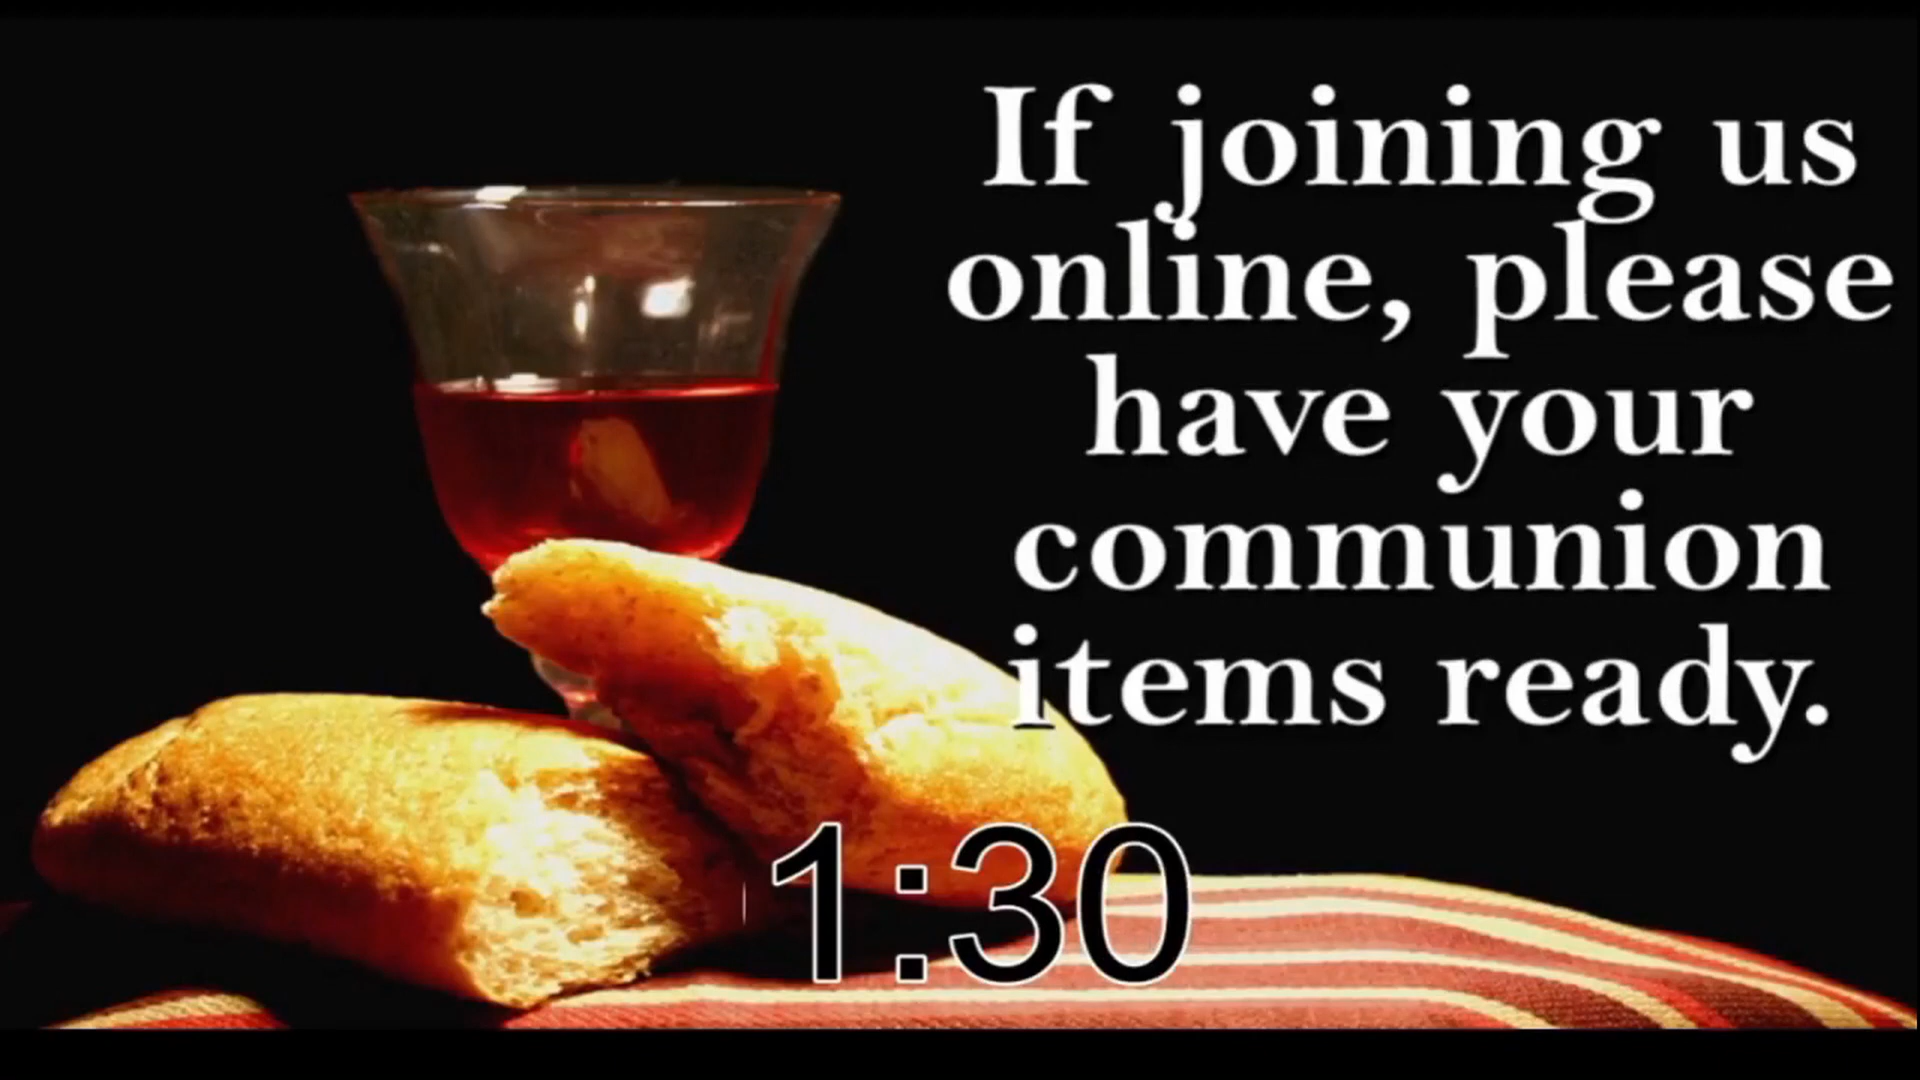 If joining us
online, please
have your
communion
items ready.
1:30